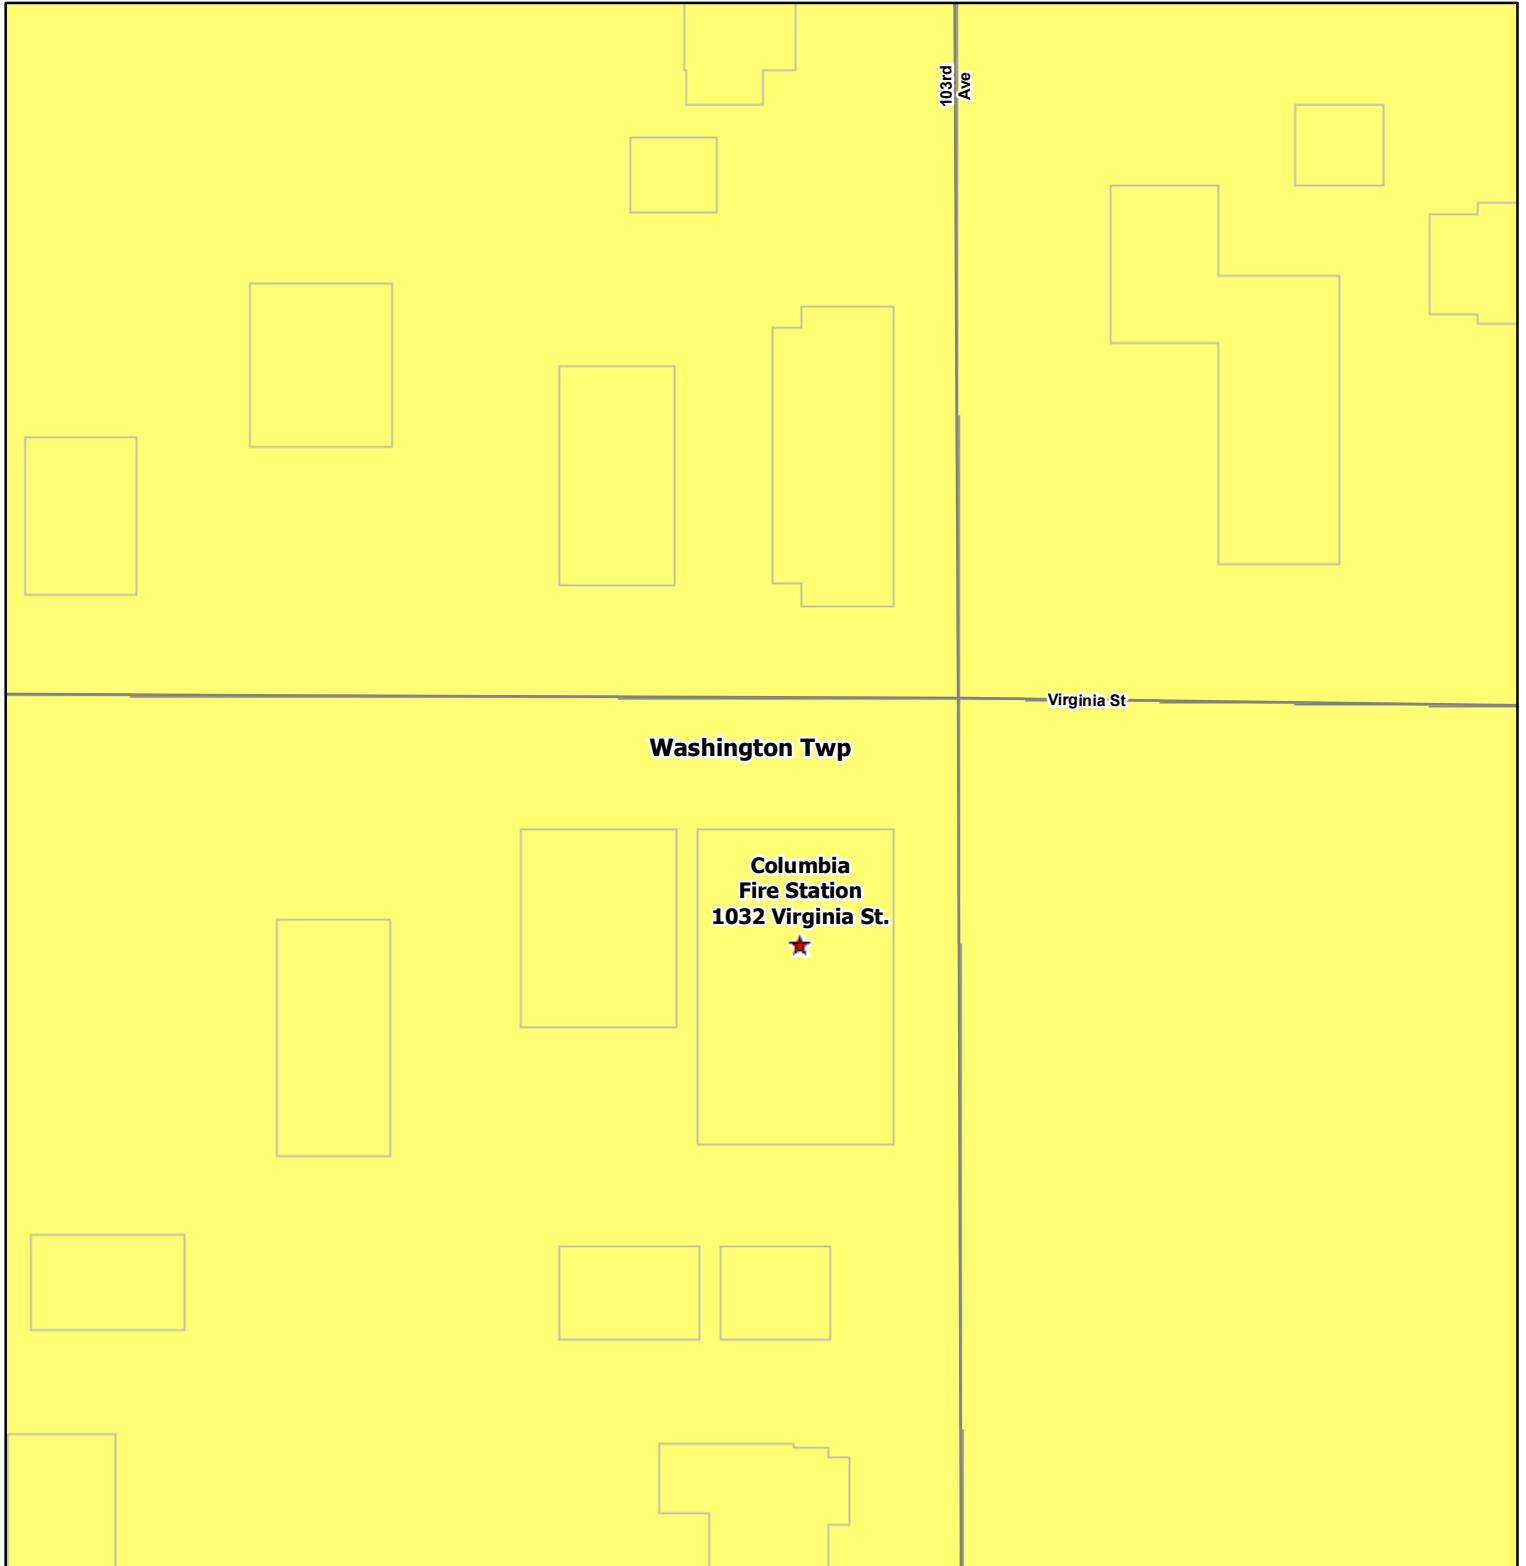 103rd
Ave
Virginia St
Washington Twp
Columbia
Fire Station
1032 Virginia St.